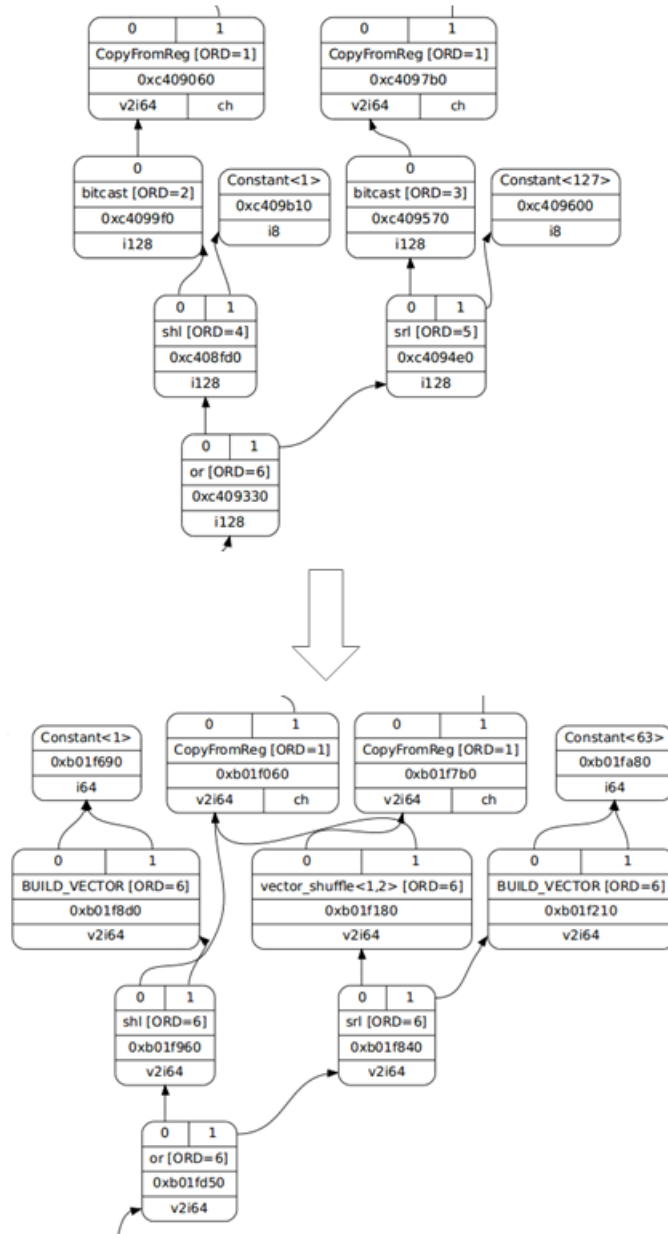 0 1
CopyFromReg [ORD=1]
0xc409060
v2i64 ch
0 1
CopyFromReg [ORD=1]
0xc4097b0
v2i64 ch
0
bitcast [ORD=2]
0xc4099f0
i128
Constant<1>
0xc409b10
i8
0
bitcast [ORD=3]
0xc409570
i128
Constant<127>
0xc409600
i8
0 1
shl [ORD=4]
0xc408fd0
i128
0 1
srl [ORD=5]
0xc4094e0
i128
0 1
or [ORD=6]
0xc409330
i128
Constant<1>
0xb01f690
i64
0 1
CopyFromReg [ORD=1]
0xb01f060
v2i64 ch
0 1
CopyFromReg [ORD=1]
0xb01f7b0
v2i64 ch
Constant<63>
0xb01fa80
i64
0 1
BUILD_VECTOR [ORD=6]
0xb01f8d0
v2i64
0 1
vector_shuffle<1,2> [ORD=6]
0xb01f180
v2i64
0 1
BUILD_VECTOR [ORD=6]
0xb01f210
v2i64
0 1
shl [ORD=6]
0xb01f960
v2i64
0 1
srl [ORD=6]
0xb01f840
v2i64
0 1
or [ORD=6]
0xb01fd50
v2i64